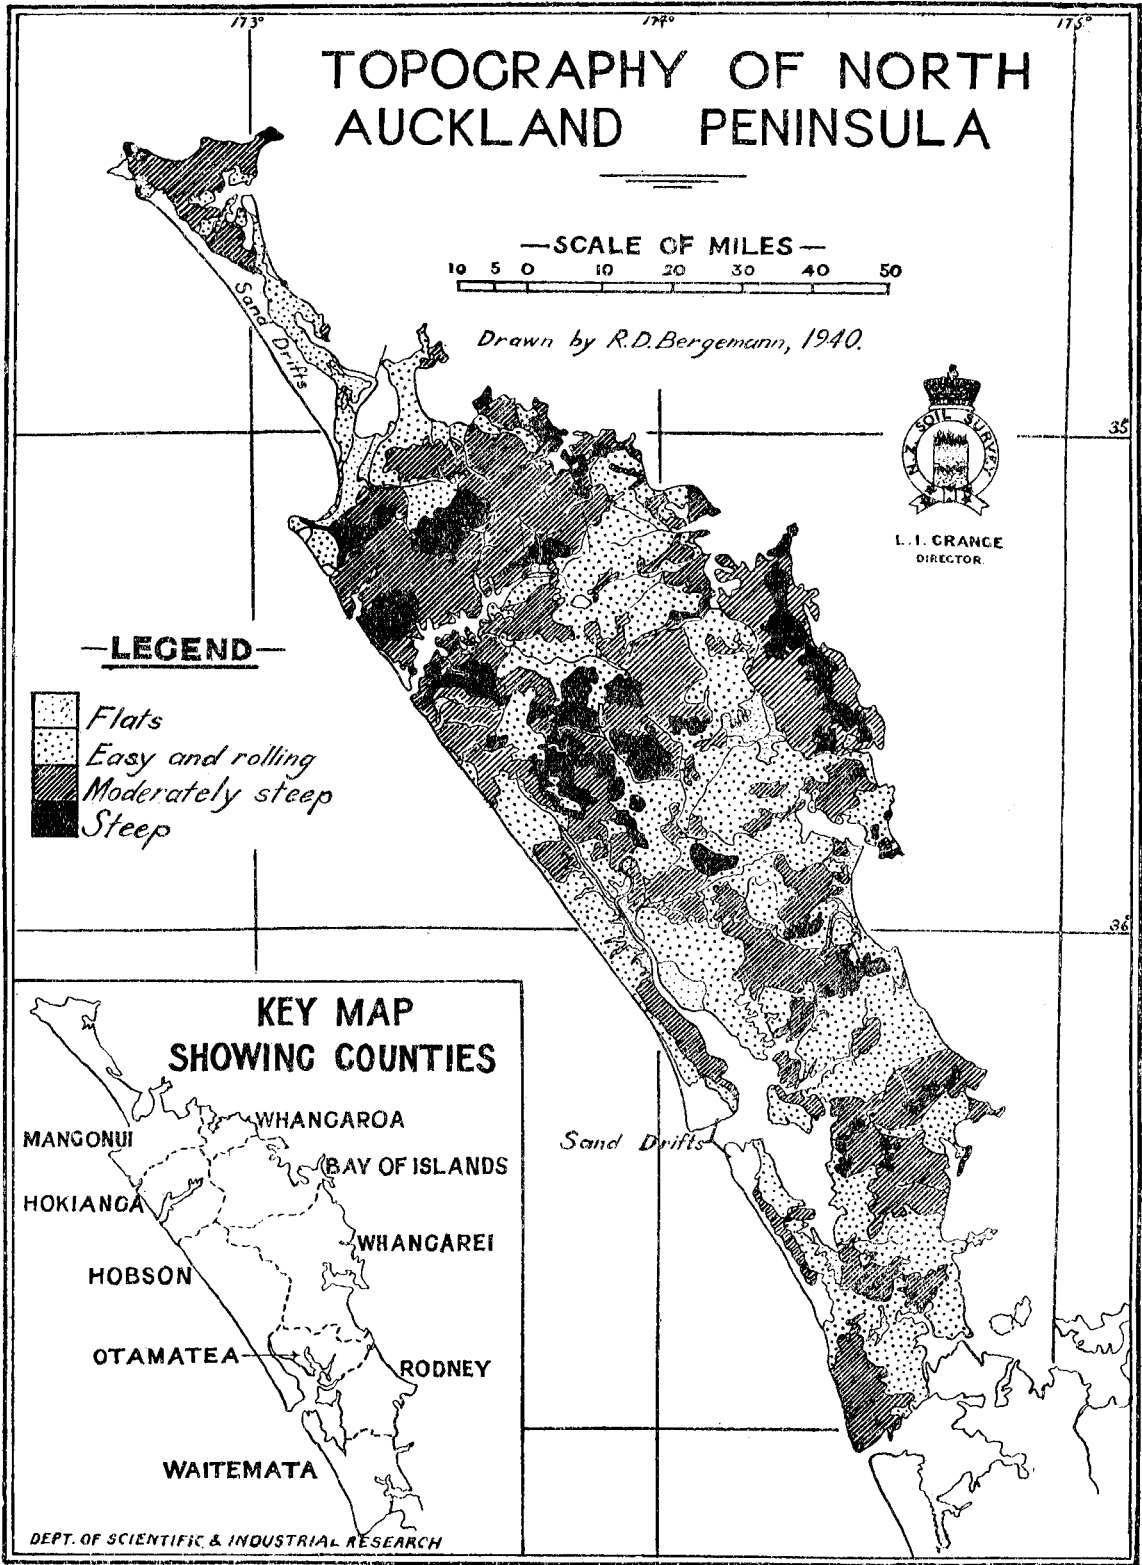 173°
174°
175°
TOPOGRAPHY OF NORTH
AUCKLAND PENINSULA
—SCALE OF MILES—
10 5 0 10 20 30 40 50
Drawn by R.D.Bergemann, 1940.
Sand Drifts
N.Z. SOIL SURVEY
35°
L.I. GRANGE
DIRECTOR.
—LEGEND—
Flats
Easy and rolling
Moderately steep
Steep
36°
Sand Drifts
KEY MAP
SHOWING COUNTIES
WHANGAROA
MANGONUI
BAY OF ISLANDS
HOKIANGA
WHANGAREI
HOBSON
OTAMATEA
RODNEY
WAITEMATA
DEPT. OF SCIENTIFIC & INDUSTRIAL RESEARCH